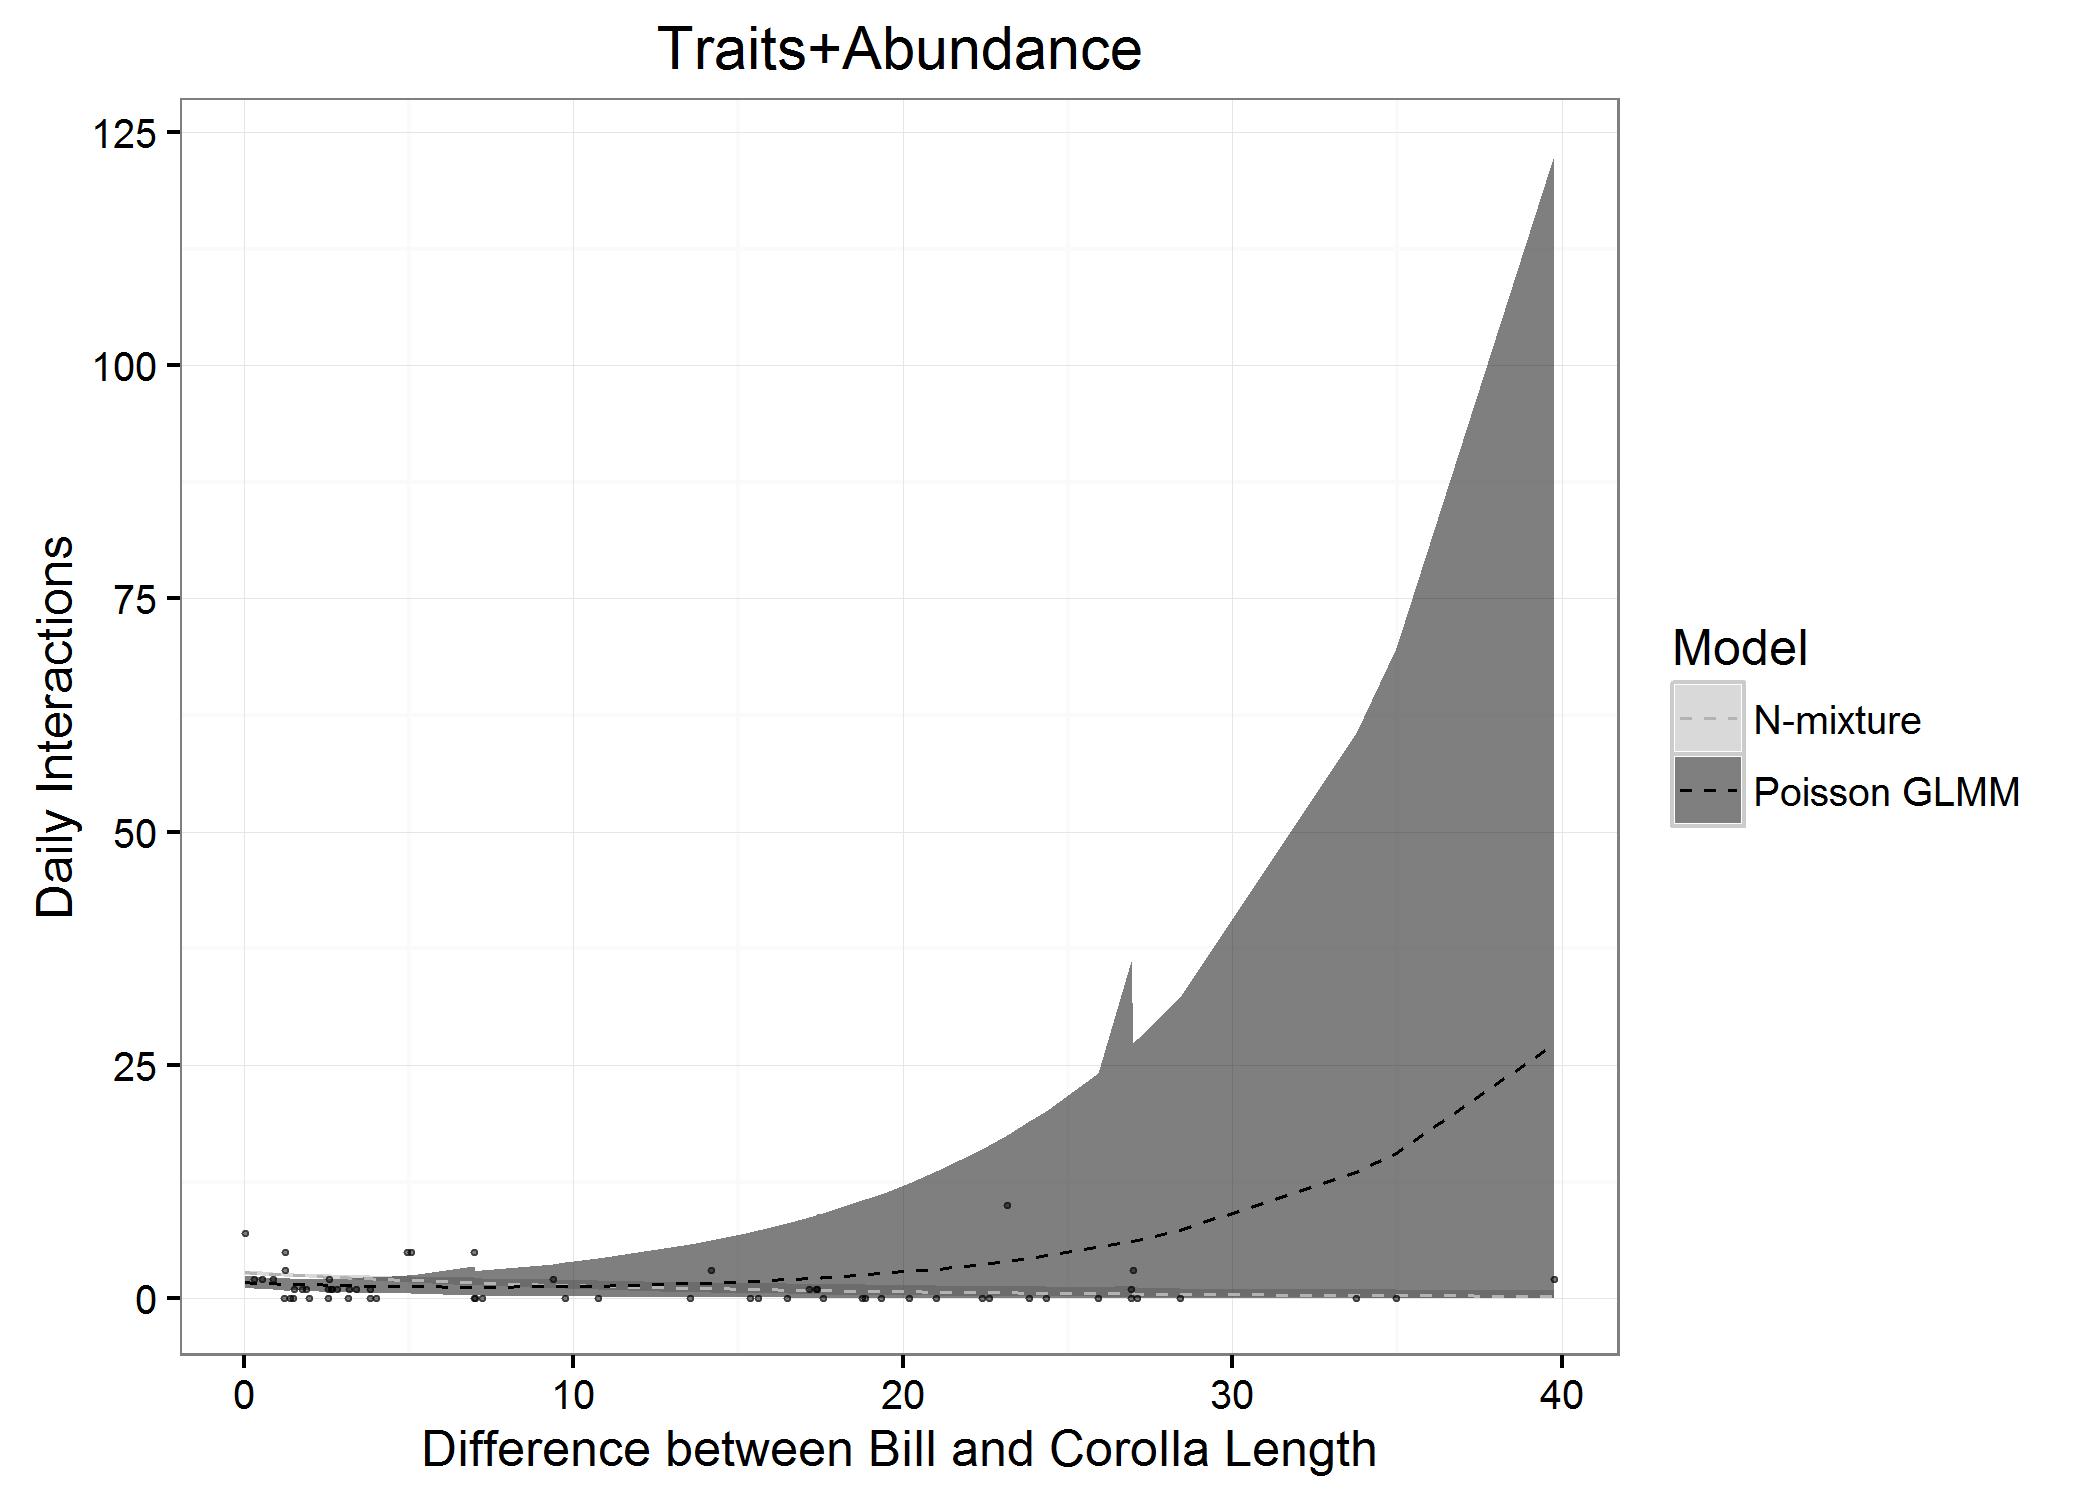 Traits+Abundance
125
100
75
50
25
0
Daily Interactions
0 10 20 30 40
Difference between Bill and Corolla Length
Model
N-mixture
Poisson GLMM